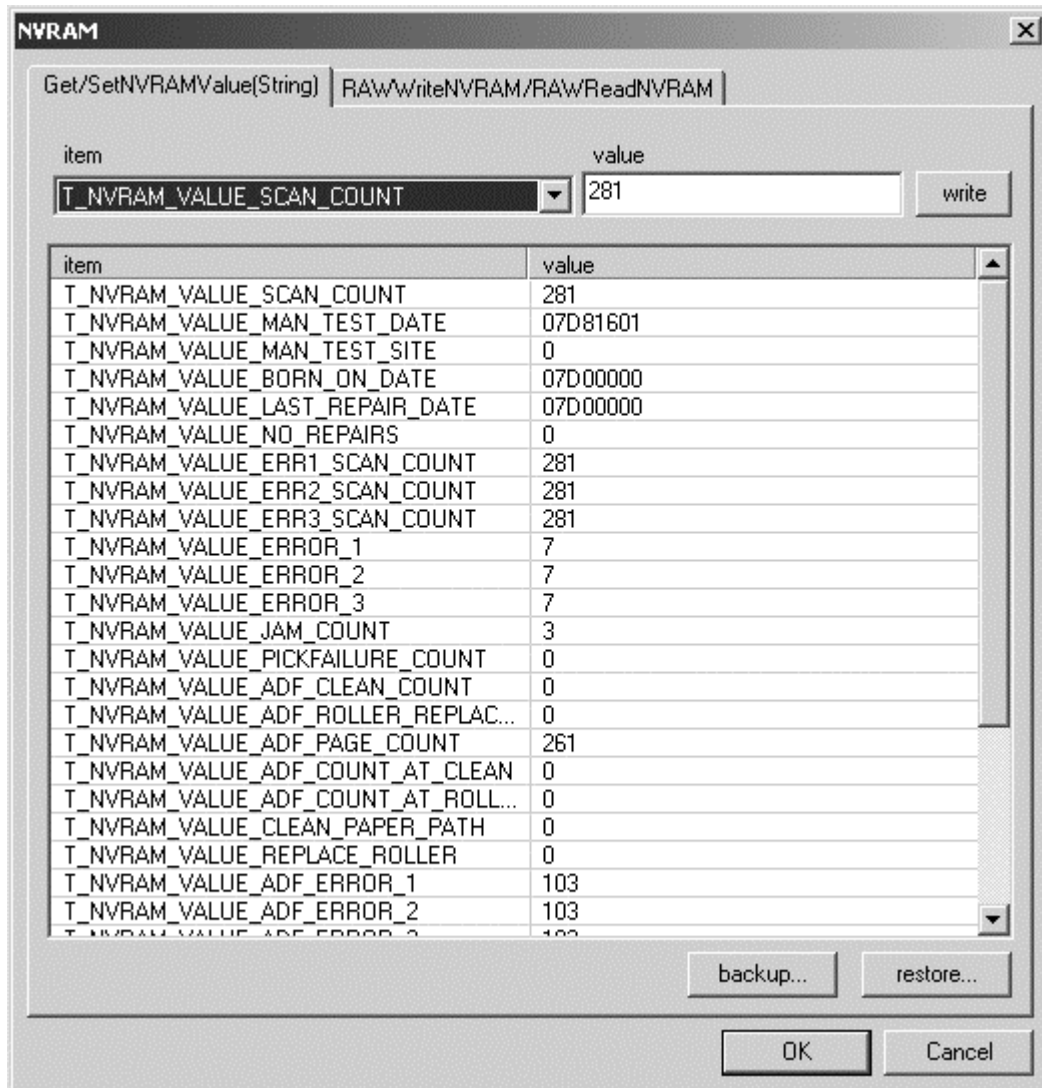 NVRAM
Get/SetNVRAMValue(String) RAWWriteNVRAM/RAWReadNVRAM
item value
T_NVRAM_VALUE_SCAN_COUNT 281 write
item value
T_NVRAM_VALUE_SCAN_COUNT 281
T_NVRAM_VALUE_MAN_TEST_DATE 07D81601
T_NVRAM_VALUE_MAN_TEST_SITE 0
T_NVRAM_VALUE_BORN_ON_DATE 07D00000
T_NVRAM_VALUE_LAST_REPAIR_DATE 07D00000
T_NVRAM_VALUE_NO_REPAIRS 0
T_NVRAM_VALUE_ERR1_SCAN_COUNT 281
T_NVRAM_VALUE_ERR2_SCAN_COUNT 281
T_NVRAM_VALUE_ERR3_SCAN_COUNT 281
T_NVRAM_VALUE_ERROR_1 7
T_NVRAM_VALUE_ERROR_2 7
T_NVRAM_VALUE_ERROR_3 7
T_NVRAM_VALUE_JAM_COUNT 3
T_NVRAM_VALUE_PICKFAILURE_COUNT 0
T_NVRAM_VALUE_ADF_CLEAN_COUNT 0
T_NVRAM_VALUE_ADF_ROLLER_REPLAC... 0
T_NVRAM_VALUE_ADF_PAGE_COUNT 261
T_NVRAM_VALUE_ADF_COUNT_AT_CLEAN 0
T_NVRAM_VALUE_ADF_COUNT_AT_ROLL... 0
T_NVRAM_VALUE_CLEAN_PAPER_PATH 0
T_NVRAM_VALUE_REPLACE_ROLLER 0
T_NVRAM_VALUE_ADF_ERROR_1 103
T_NVRAM_VALUE_ADF_ERROR_2 103
backup... restore...
OK Cancel